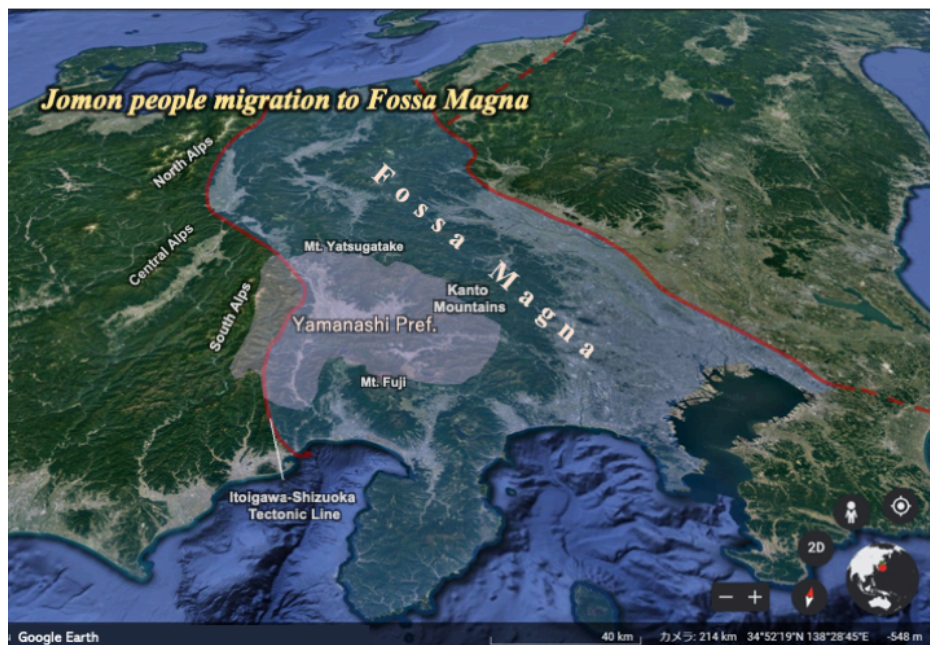 Jomon people migration to Fossa Magna
North Alps
Central Alps
South Alps
Fossa Magna
Mt. Yatsugatake
Kanto
Mountains
Yamanashi Pref.
Mt. Fuji
Itoigawa-Shizuoka
Tectonic Line
2D
Google Earth
40 km
カメラ: 214 km 34°52'19"N 138°28'45"E -548 m